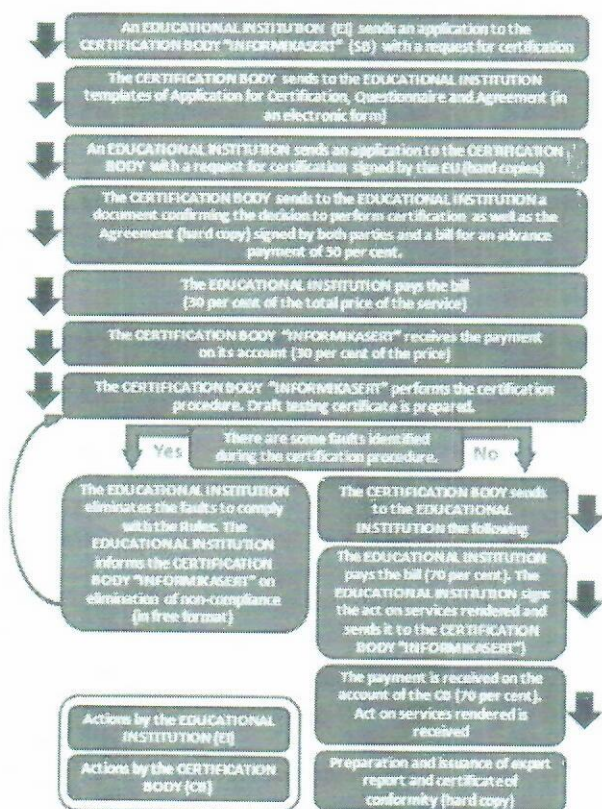 An EDUCATIONAL INSTITUTION (EI) sends an application to the
CERTIFICATION BODY "INFORMIKASERT" (SB) with a request for certification
The CERTIFICATION BODY sends to the EDUCATIONAL INSTITUTION
templates of Application for Certification, Questionnaire and Agreement (in
an electronic form)
An EDUCATIONAL INSTITUTION sends an application to the CERTIFICATION
BODY with a request for certification signed by the EU (hard copies)
The CERTIFICATION BODY sends to the EDUCATIONAL INSTITUTION a
document confirming the decision to perform certification as well as the
Agreement (hard copy) signed by both parties and a bill for an advance
payment of 30 per cent.
The EDUCATIONAL INSTITUTION pays the bill
(30 per cent of the total price of the service)
The CERTIFICATION BODY "INFORMIKASERT" receives the payment
on its account (30 per cent of the price)
The CERTIFICATION BODY "INFORMIKASERT" performs the certification
procedure. Draft testing certificate is prepared.
Yes
There are some faults identified
during the certification procedure.
No
The EDUCATIONAL INSTITUTION
eliminates the faults to comply
with the Rules. The
EDUCATIONAL INSTITUTION
informs the CERTIFICATION
BODY "INFORMIKASERT" on
elimination of non-compliance
(in free format)
The CERTIFICATION BODY sends
to the EDUCATIONAL
INSTITUTION the following
The EDUCATIONAL INSTITUTION
pays the bill (70 per cent). The
EDUCATIONAL INSTITUTION signs
the act on services rendered and
sends it to the CERTIFICATION
BODY "INFORMIKASERT")
The payment is received on the
account of the CB (70 per cent).
Act on services rendered is
received
Preparation and issuance of expert
report and certificate of
conformity (hard copy)
Actions by the EDUCATIONAL
INSTITUTION (EI)
Actions by the CERTIFICATION
BODY (CB)